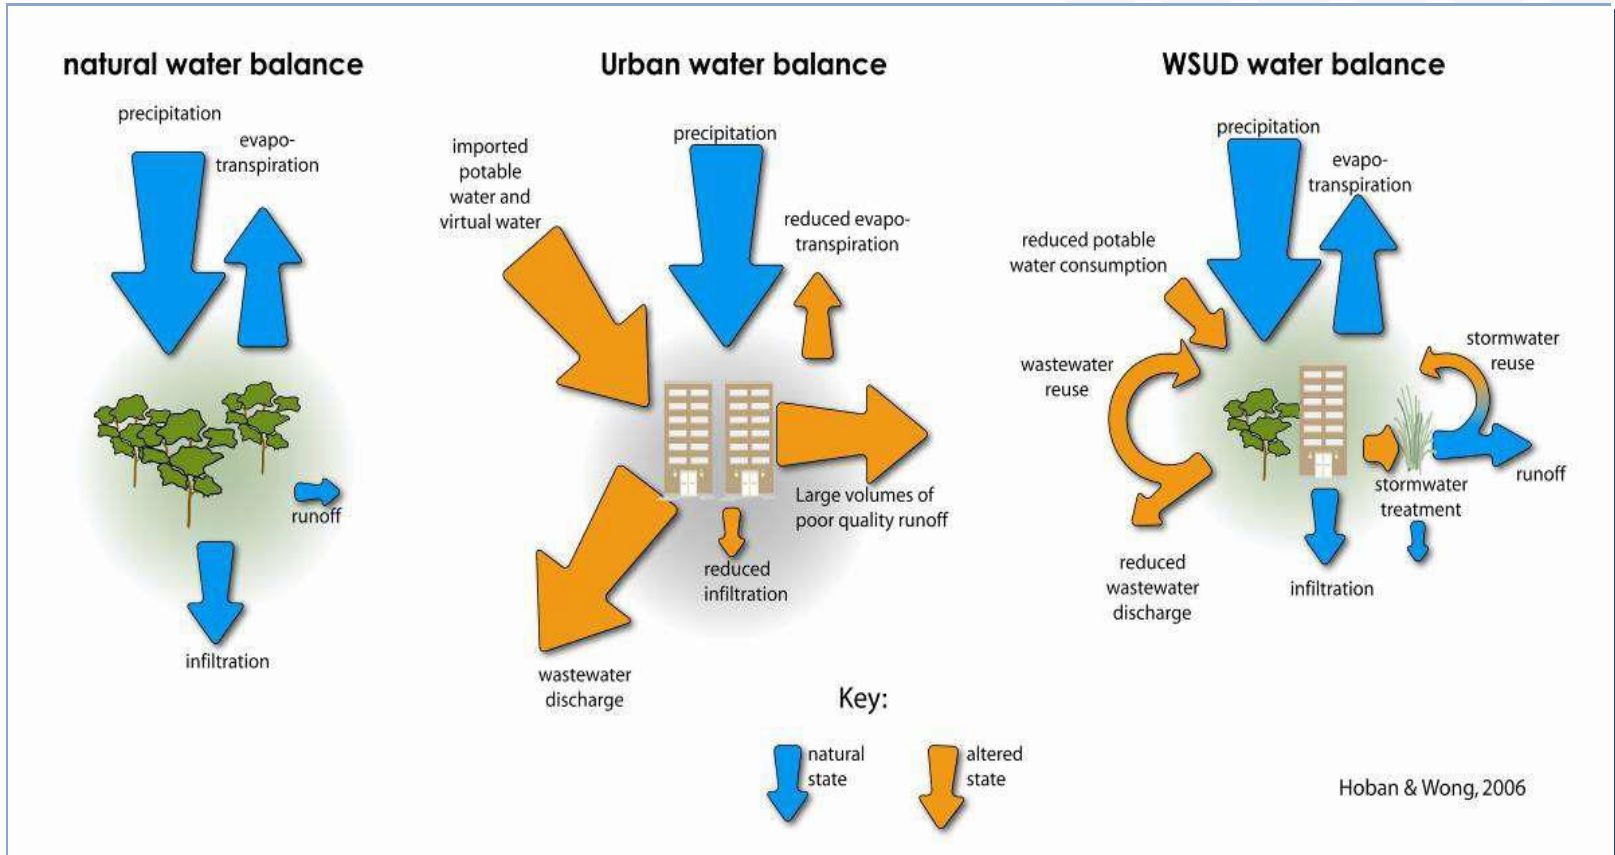 natural water balance
precipitation
evapo-
transpiration
runoff
infiltration
Urban water balance
imported
potable
water and
virtual water
precipitation
reduced evapo-
transpiration
Large volumes of
poor quality runoff
reduced
infiltration
wastewater
discharge
WSUD water balance
precipitation
evapo-
transpiration
reduced potable
water consumption
wastewater
reuse
stormwater
reuse
runoff
stormwater
treatment
infiltration
reduced
wastewater
discharge
Key:
natural
state
altered
state
Hoban & Wong, 2006